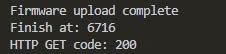 Firmware upload complete
Finish at: 6716
HTTP GET code: 200